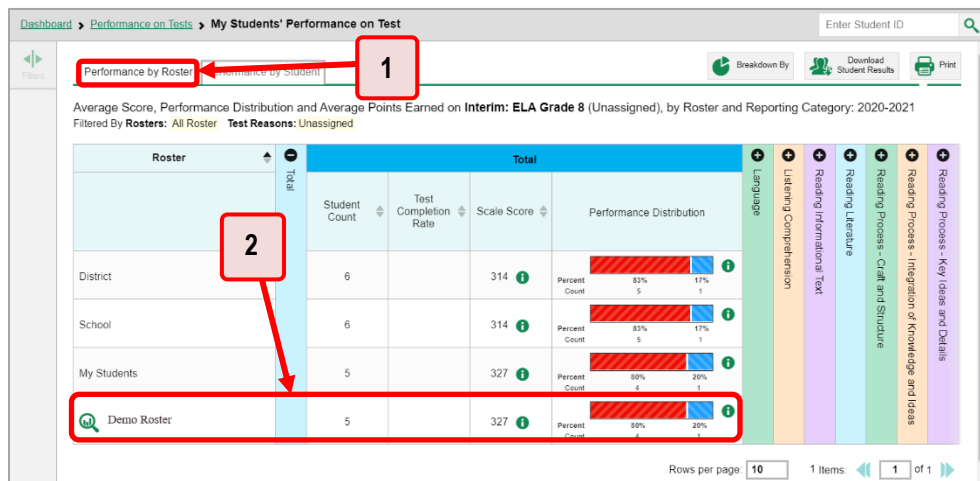 Dashboard > Performance on Tests > My Students' Performance on Test
Enter Student ID
Filters
Performance by Roster
Performance by Student
1
Breakdown By
Download Student Results
Print
Average Score, Performance Distribution and Average Points Earned on Interim: ELA Grade 8 (Unassigned), by Roster and Reporting Category: 2020-2021
Filtered By Rosters: All Roster Test Reasons: Unassigned
Roster
Total
Total
Student Count
Test Completion Rate
Scale Score
Performance Distribution
Language
Listening Comprehension
Reading Informational Text
Reading Literature
Reading Process - Craft and Structure
Reading Process - Integration of Knowledge and Ideas
Reading Process - Key Ideas and Details
2
District 6 314
Percent 83% 17%
Count 5 1
School 6 314
Percent 83% 17%
Count 5 1
My Students 5 327
Percent 80% 20%
Count 4 1
Demo Roster 5 327
Percent 80% 20%
Count 4 1
Rows per page: 10 1 Items: 1 of 1